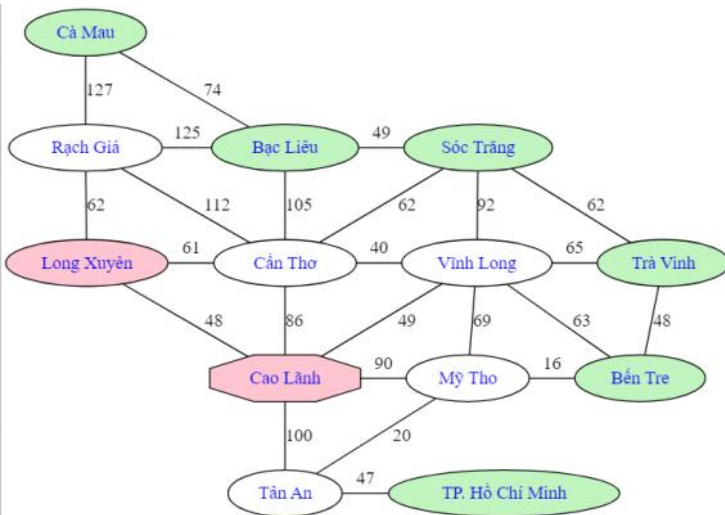 Cà Mau
127
74
Rạch Giá
125
Bạc Liêu
49
Sóc Trăng
62
112
105
62
92
62
Long Xuyên
61
Cần Thơ
40
Vĩnh Long
65
Trà Vinh
48
86
49
69
63
48
Cao Lãnh
90
Mỹ Tho
16
Bến Tre
100
20
Tân An
47
TP. Hồ Chí Minh